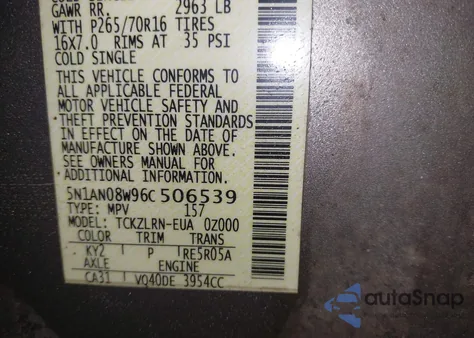 GAWR RR. 2963 LB
WITH P265/70R16 TIRES
16X7.0 RIMS AT 35 PSI
COLD SINGLE
THIS VEHICLE CONFORMS TO
ALL APPLICABLE FEDERAL
MOTOR VEHICLE SAFETY AND
THEFT PREVENTION STANDARDS
IN EFFECT ON THE DATE OF
MANUFACTURE SHOWN ABOVE.
SEE OWNERS MANUAL FOR
ADDITIONAL INFORMATION.
5N1AN08W96C506539
TYPE: MPV 157
MODEL: TCKZLRN-EUA 0Z000
COLOR TRIM TRANS
KY2 P RE5R05A
AXLE ENGINE
CA31 VQ40DE 3954CC
autoSnap